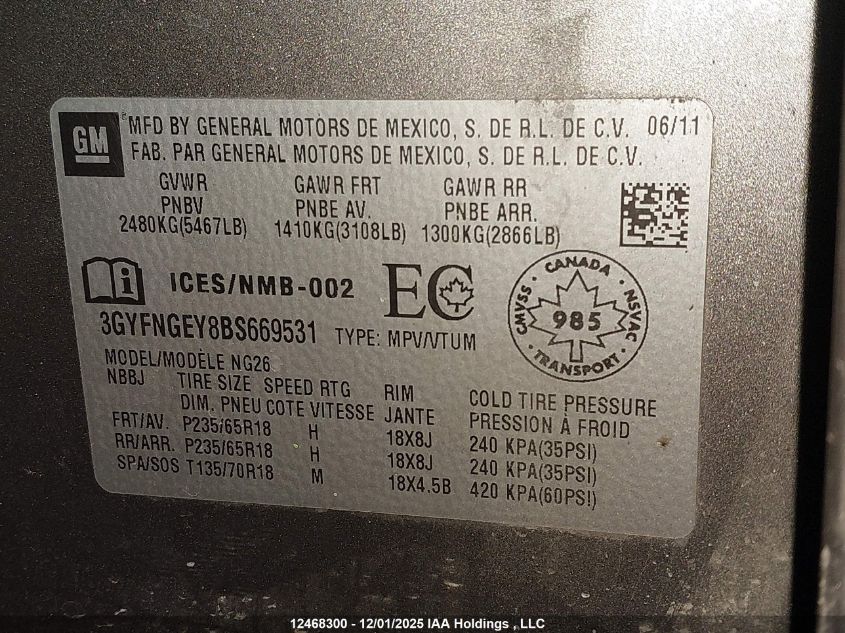 GM
MFD BY GENERAL MOTORS DE MEXICO, S. DE R.L. DE C.V. 06/11
FAB. PAR GENERAL MOTORS DE MEXICO, S. DE R.L. DE C.V.
GVWR GAWR FRT GAWR RR
PNBV PNBE AV. PNBE ARR.
2480KG(5467LB) 1410KG(3108LB) 1300KG(2866LB)
ICES/NMB-002 EC
CANADA
CMVSS 985 NSVAC
TRANSPORT
3GYFNGEY8BS669531 TYPE: MPV/VTUM
MODEL/MODÈLE NG26
NBBJ TIRE SIZE SPEED RTG RIM COLD TIRE PRESSURE
DIM. PNEU COTE VITESSE JANTE PRESSION À FROID
FRT/AV. P235/65R18 H 18X8J 240 KPA(35PSI)
RR/ARR. P235/65R18 H 18X8J 240 KPA(35PSI)
SPA/SOS T135/70R18 M 18X4.5B 420 KPA(60PSI)
12468300 - 12/01/2025 IAA Holdings , LLC